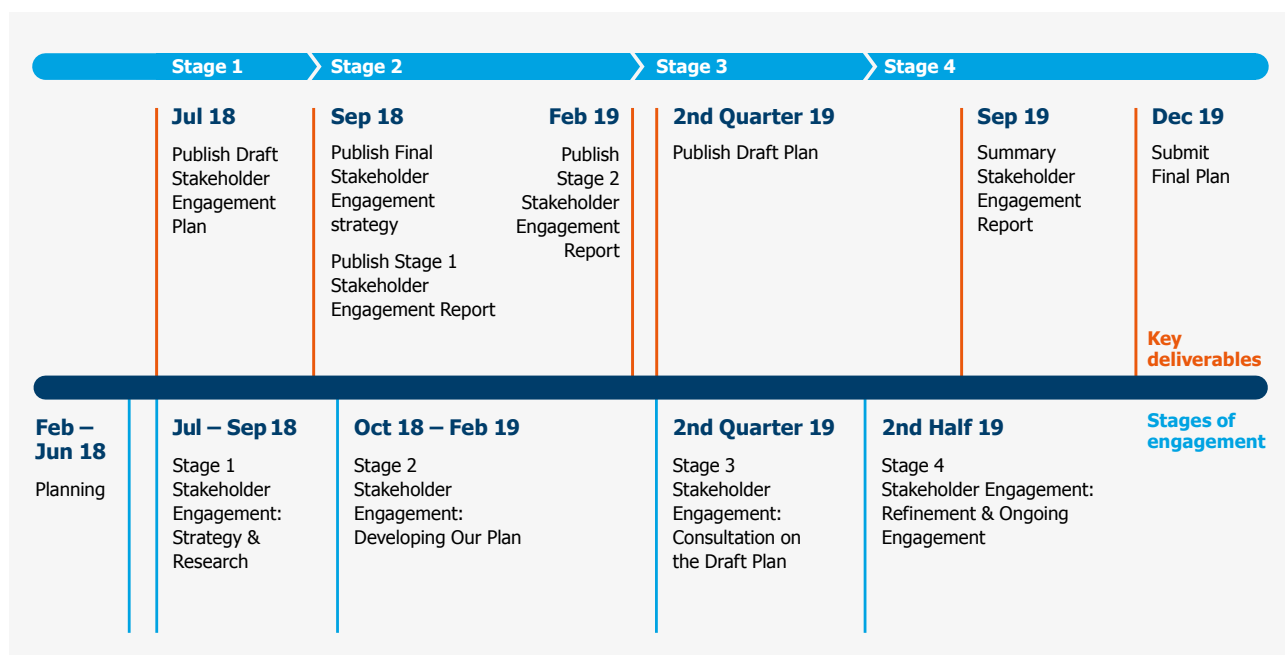 Stage 1
Stage 2
Stage 3
Stage 4
Jul 18
Publish Draft
Stakeholder
Engagement
Plan
Sep 18
Publish Final
Stakeholder
Engagement
strategy
Publish Stage 1
Stakeholder
Engagement Report
Feb 19
Publish
Stage 2
Stakeholder
Engagement
Report
2nd Quarter 19
Publish Draft Plan
Sep 19
Summary
Stakeholder
Engagement
Report
Dec 19
Submit
Final Plan
Key
deliverables
Feb –
Jun 18
Planning
Jul – Sep 18
Stage 1
Stakeholder
Engagement:
Strategy &
Research
Oct 18 – Feb 19
Stage 2
Stakeholder
Engagement:
Developing Our Plan
2nd Quarter 19
Stage 3
Stakeholder
Engagement:
Consultation on
the Draft Plan
2nd Half 19
Stage 4
Stakeholder Engagement:
Refinement & Ongoing
Engagement
Stages of
engagement